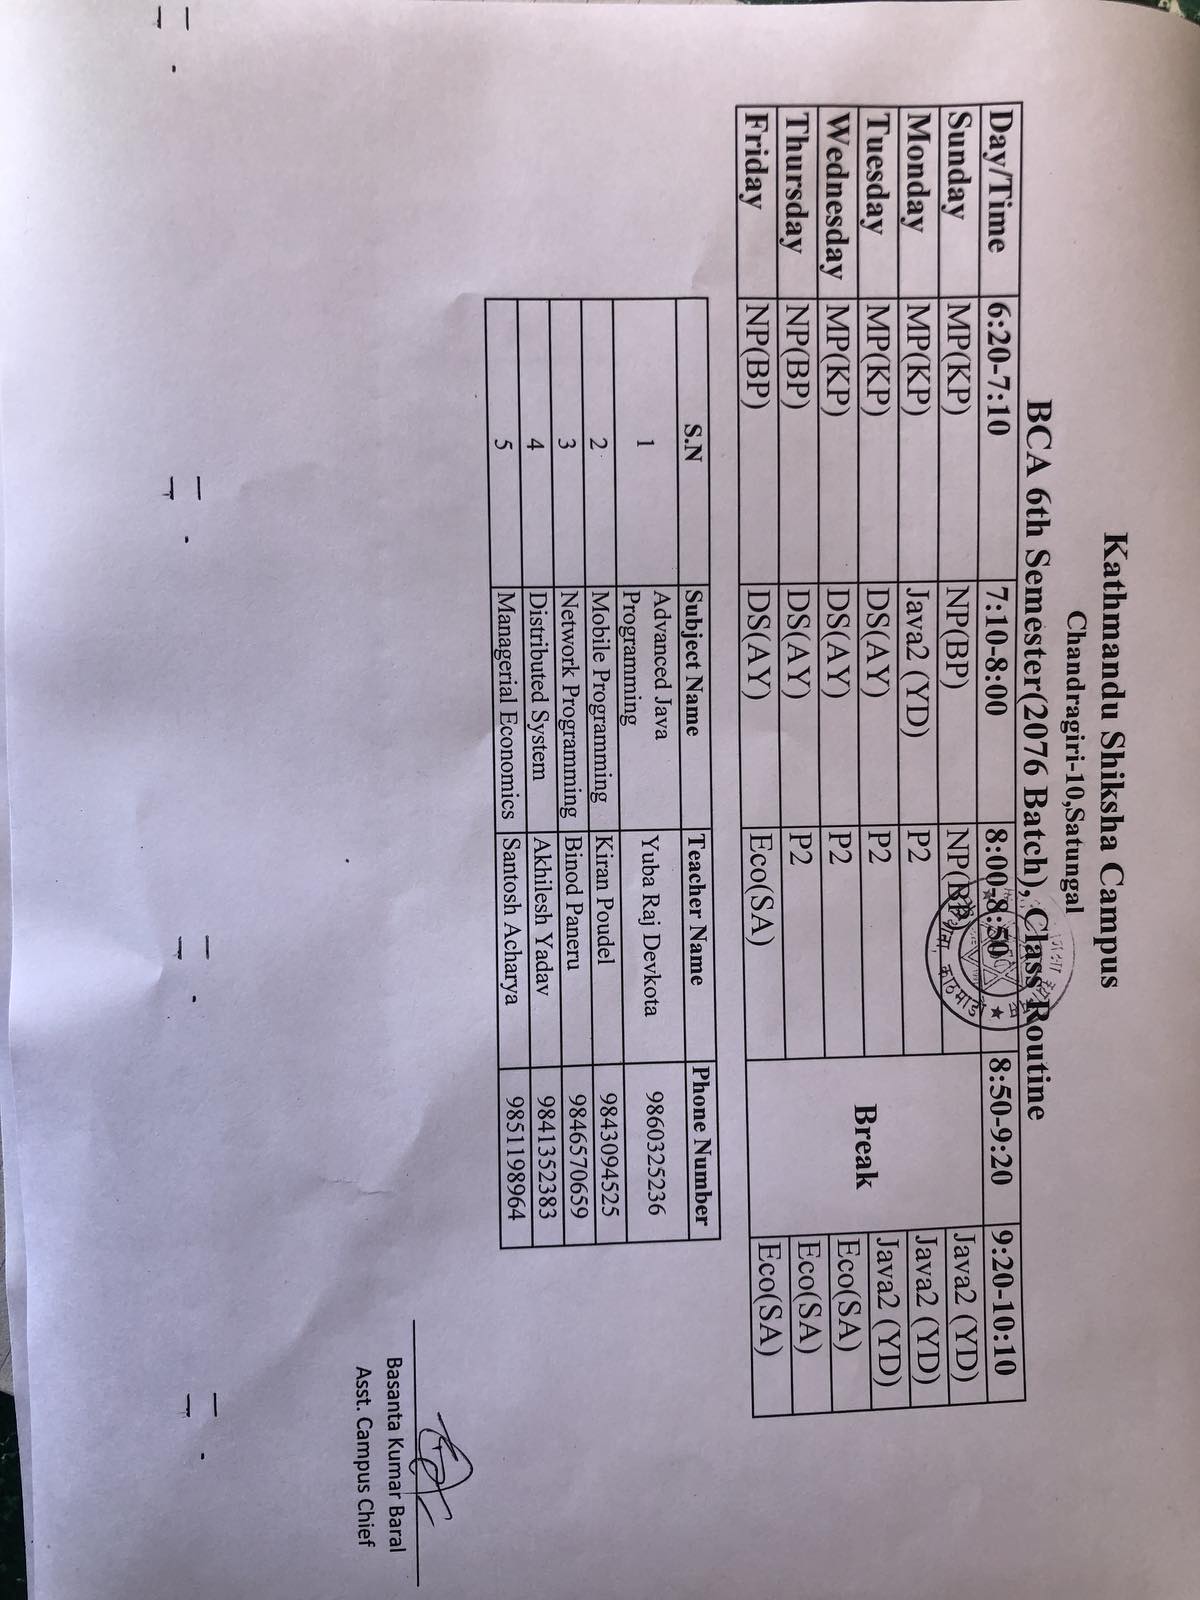 Kathmandu Shiksha Campus
Chandragiri-10,Satungal
BCA 6th Semester(2076 Batch), Class Routine
Day/Time 6:20-7:10 7:10-8:00 8:00-8:50 8:50-9:20 9:20-10:10
Sunday MP(KP) NP(BP) NP(BP) Java2 (YD)
Monday MP(KP) Java2 (YD) P2 Java2 (YD)
Tuesday MP(KP) DS(AY) P2 Break Java2 (YD)
Wednesday MP(KP) DS(AY) P2 Eco(SA)
Thursday NP(BP) DS(AY) P2 Eco(SA)
Friday NP(BP) DS(AY) Eco(SA) Eco(SA)
S.N Subject Name Teacher Name Phone Number
1 Advanced Java Programming Yuba Raj Devkota 9860325236
2 Mobile Programming Kiran Poudel 9843094525
3 Network Programming Binod Paneru 9846570659
4 Distributed System Akhilesh Yadav 9841352383
5 Managerial Economics Santosh Acharya 9851198964
Basanta Kumar Baral
Asst. Campus Chief